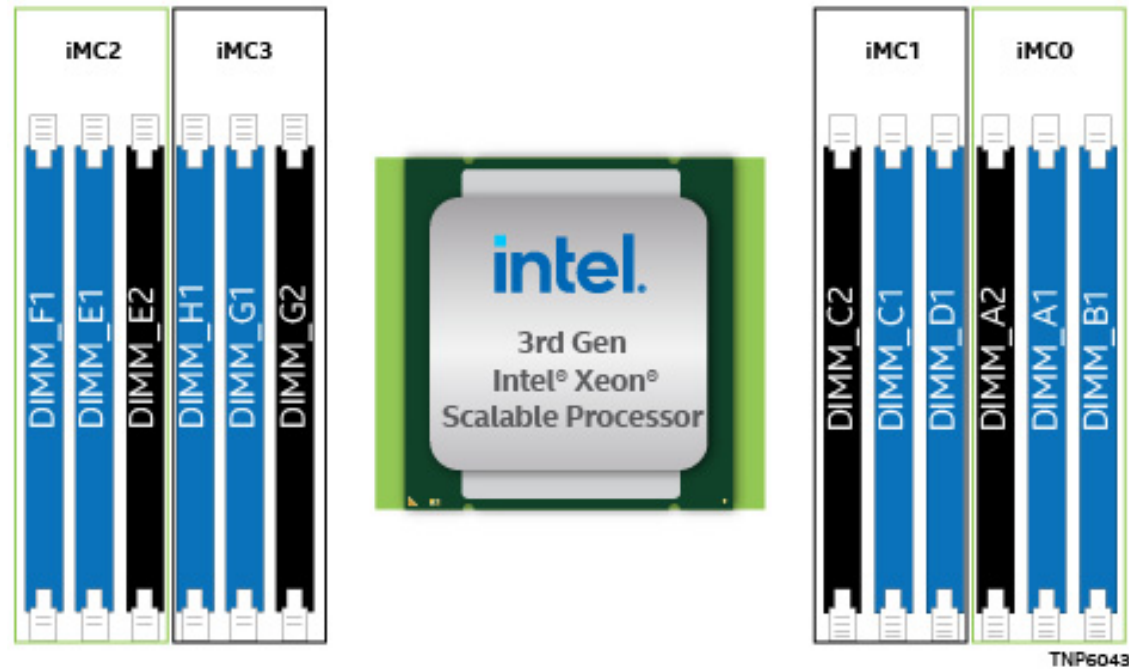 iMC2
iMC3
iMC1
iMC0
DIMM_F1
DIMM_E1
DIMM_E2
DIMM_H1
DIMM_G1
DIMM_G2
intel.
3rd Gen
Intel® Xeon®
Scalable Processor
DIMM_C2
DIMM_C1
DIMM_D1
DIMM_A2
DIMM_A1
DIMM_B1
TNP6043